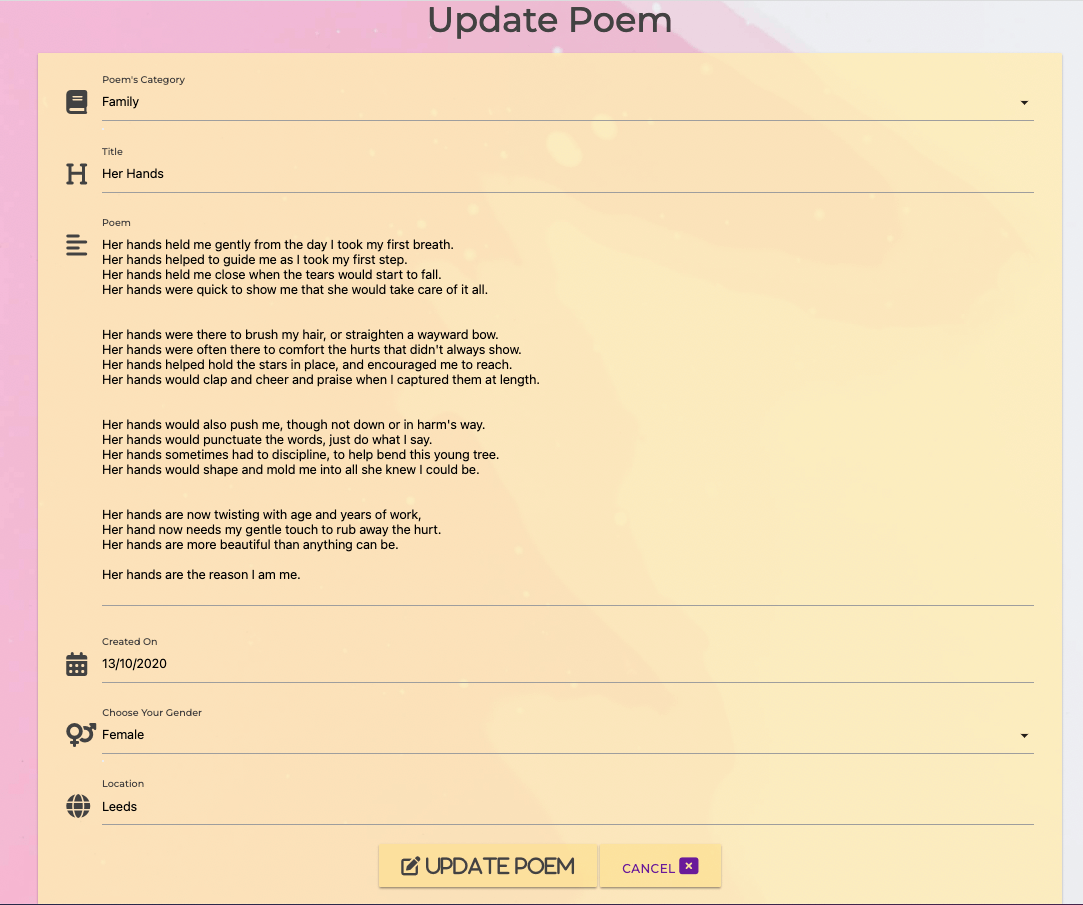 Update Poem
Poem's Category
Family
Title
Her Hands
Poem
Her hands held me gently from the day I took my first breath.
Her hands helped to guide me as I took my first step.
Her hands held me close when the tears would start to fall.
Her hands were quick to show me that she would take care of it all.
Her hands were there to brush my hair, or straighten a wayward bow.
Her hands were often there to comfort the hurts that didn't always show.
Her hands helped hold the stars in place, and encouraged me to reach.
Her hands would clap and cheer and praise when I captured them at length.
Her hands would also push me, though not down or in harm's way.
Her hands would punctuate the words, just do what I say.
Her hands sometimes had to discipline, to help bend this young tree.
Her hands would shape and mold me into all she knew I could be.
Her hands are now twisting with age and years of work,
Her hand now needs my gentle touch to rub away the hurt.
Her hands are more beautiful than anything can be.
Her hands are the reason I am me.
Created On
13/10/2020
Choose Your Gender
Female
Location
Leeds
UPDATE POEM
CANCEL